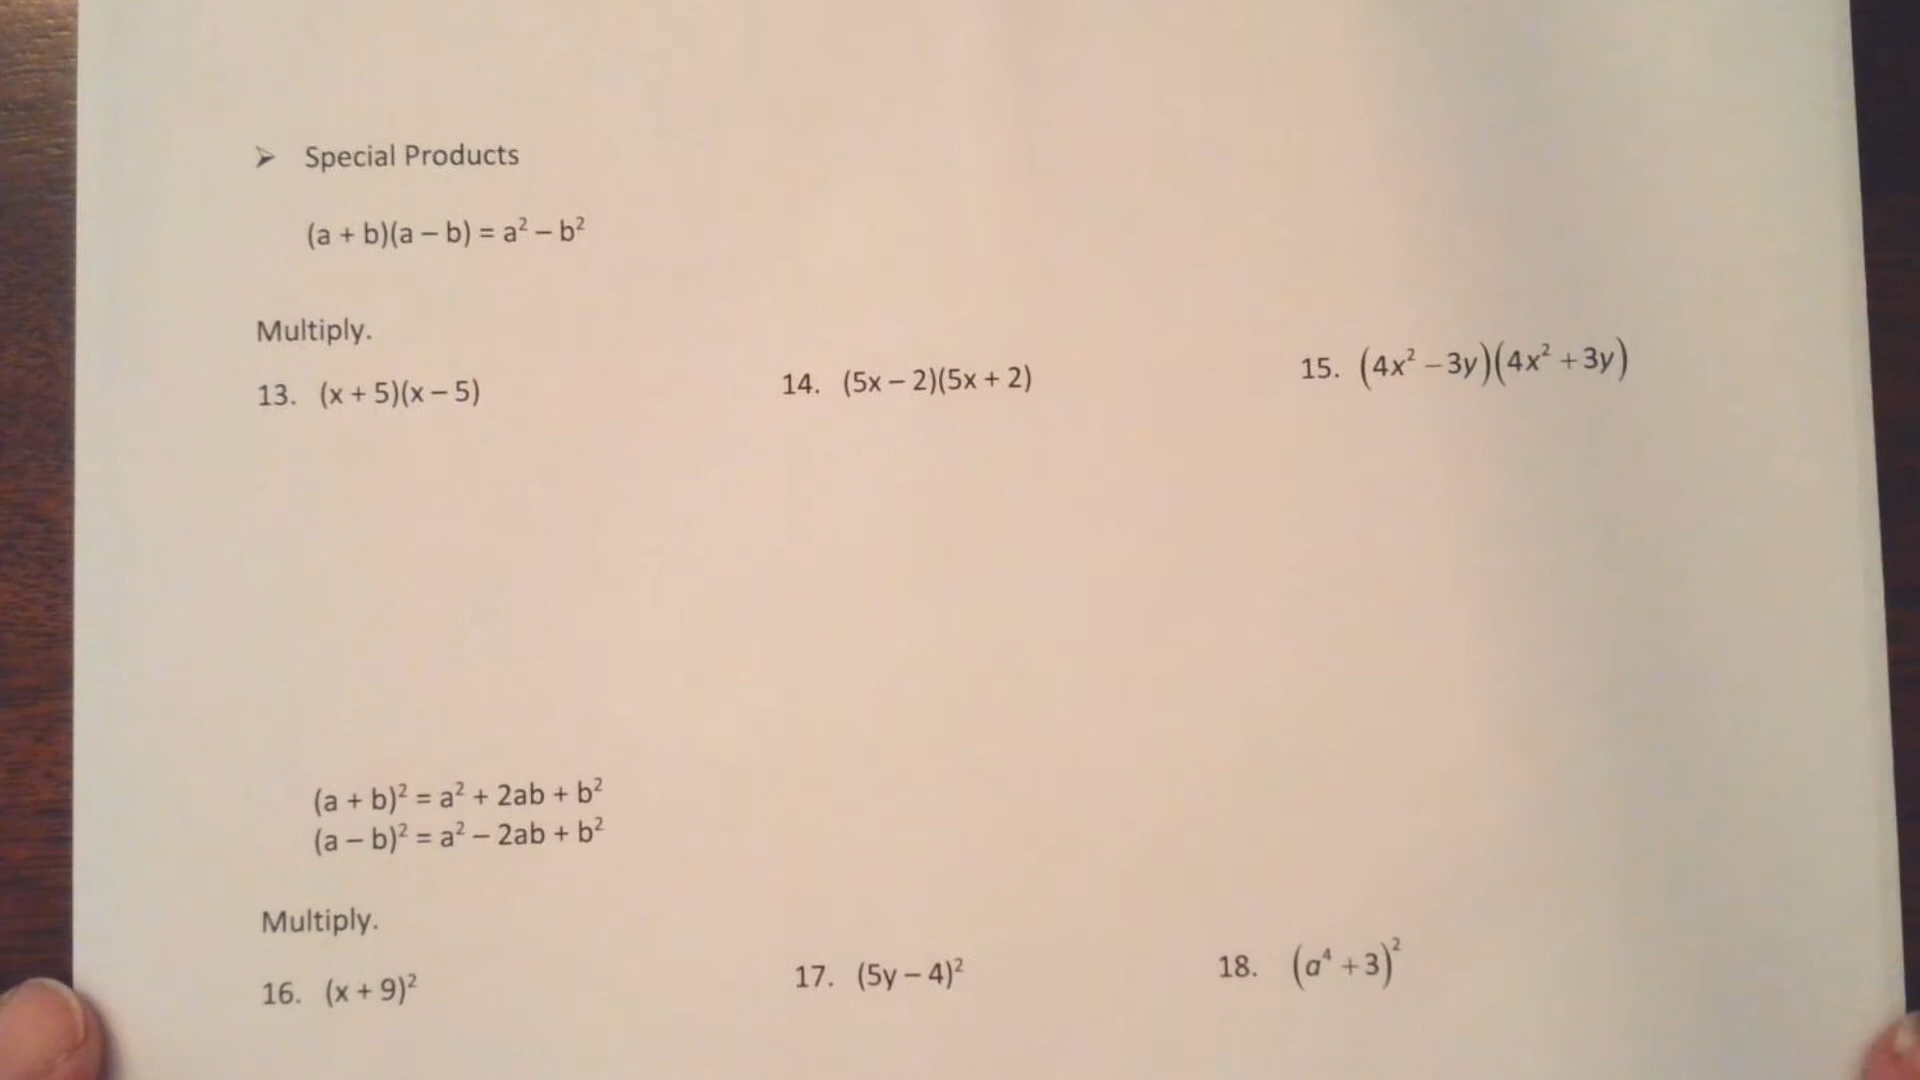 ➢ Special Products
(a + b)(a – b) = a² – b²
Multiply.
13. (x + 5)(x – 5) 14. (5x – 2)(5x + 2) 15. (4x² – 3y)(4x² + 3y)
(a + b)² = a² + 2ab + b²
(a – b)² = a² – 2ab + b²
Multiply.
16. (x + 9)² 17. (5y – 4)² 18. (a⁴ + 3)²